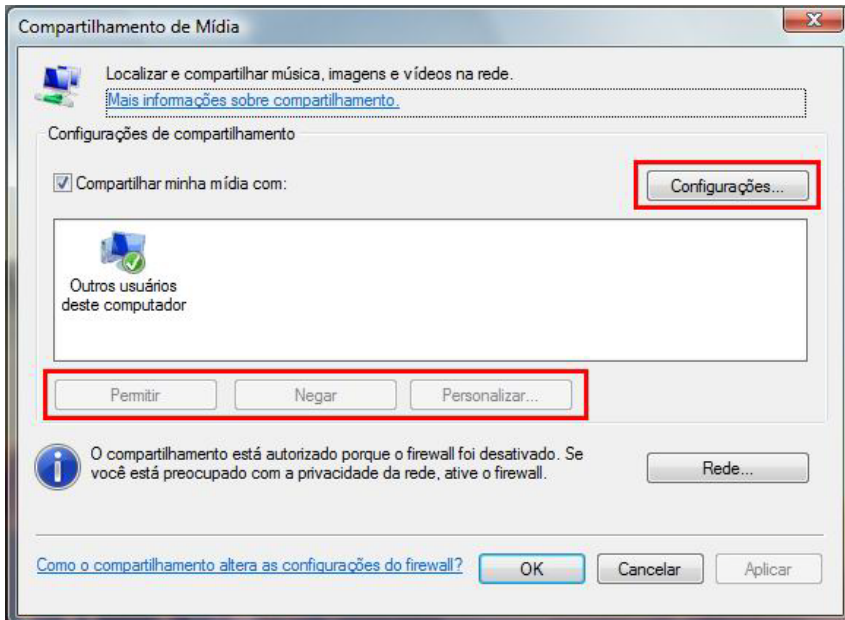 Compartilhamento de Mídia
Localizar e compartilhar música, imagens e vídeos na rede.
Mais informações sobre compartilhamento.
Configurações de compartilhamento
Compartilhar minha mídia com:
Configurações...
Outros usuários
deste computador
Permitir
Negar
Personalizar...
O compartilhamento está autorizado porque o firewall foi desativado. Se
você está preocupado com a privacidade da rede, ative o firewall.
Rede...
Como o compartilhamento altera as configurações do firewall?
OK
Cancelar
Aplicar